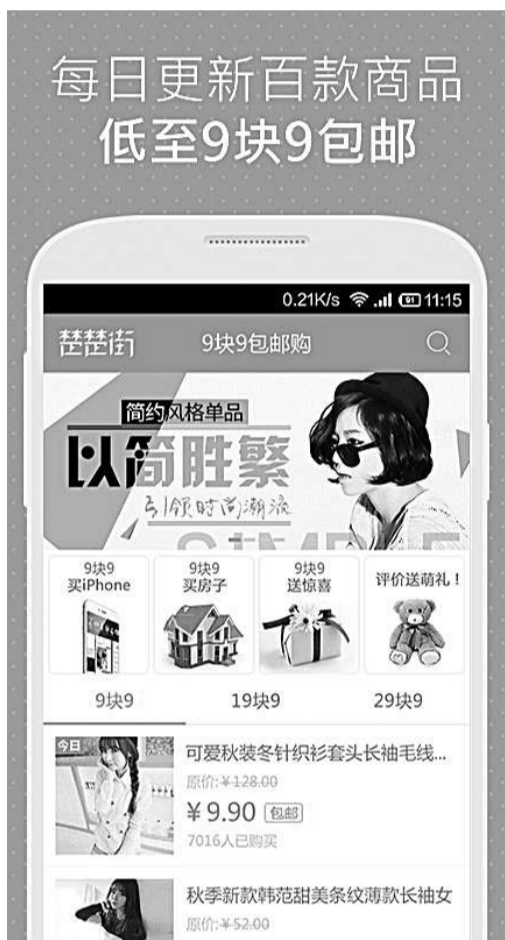 每日更新百款商品
低至9块9包邮
0.21K/s 91 11:15
楚楚街 9块9包邮购
简约风格单品
以简胜繁
引领时尚潮流
SIMPLE
9块9
买iPhone
9块9
买房子
9块9
送惊喜
评价送萌礼！
9块9 19块9 29块9
今日
可爱秋装冬针织衫套头长袖毛线...
原价:¥128.00
¥9.90 包邮
7016人已购买
秋季新款韩范甜美条纹薄款长袖女
原价:¥52.00